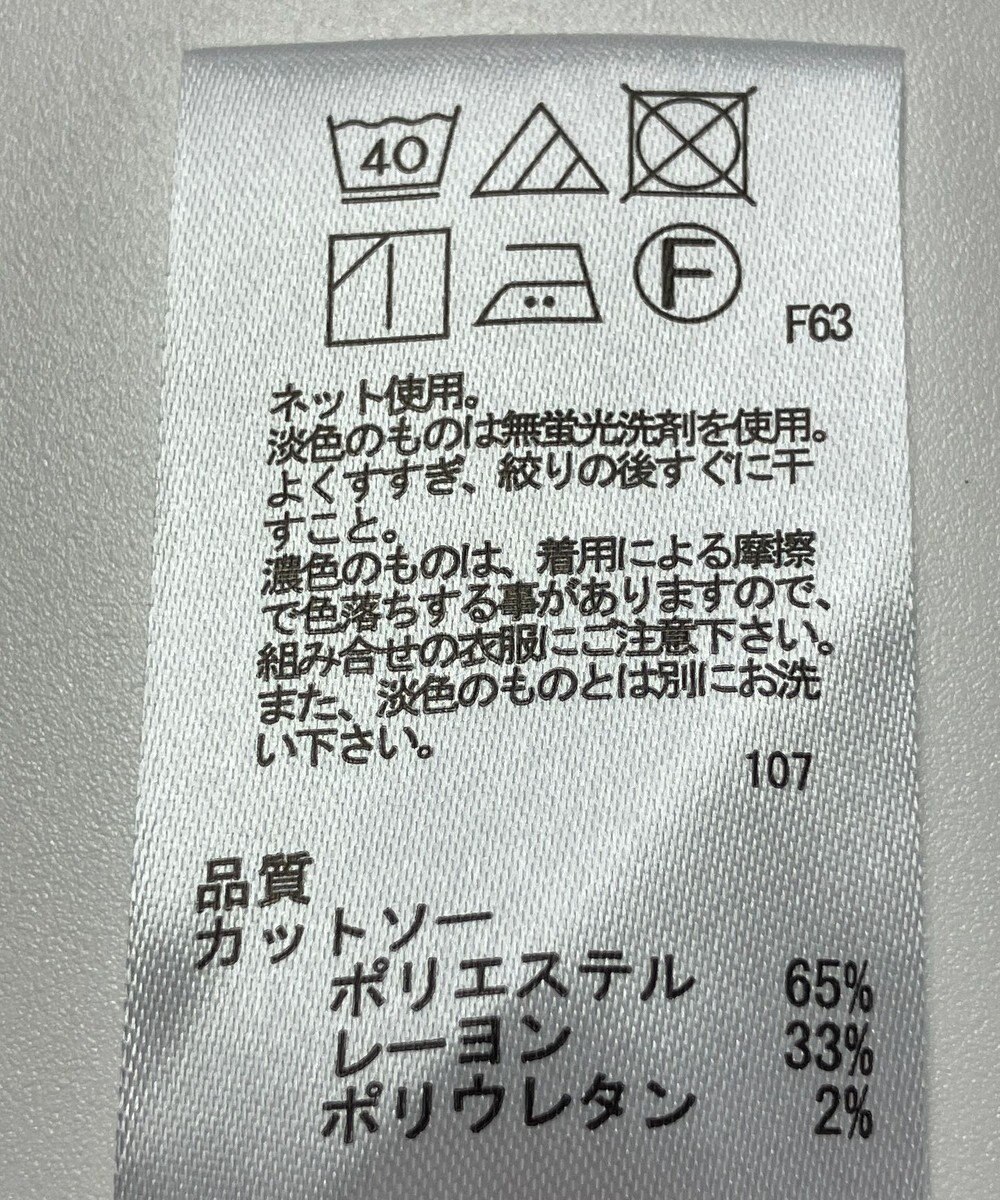 40
F
F63
ネット使用。
淡色のものは無蛍光洗剤を使用。
よくすすぎ、絞りの後すぐに干
すこと。
濃色のものは、着用による摩擦
で色落ちする事がありますので、
組み合せの衣服にご注意下さい。
また、淡色のものとは別にお洗
い下さい。
107
品質
カットソー
ポリエステル 65%
レーヨン 33%
ポリウレタン 2%